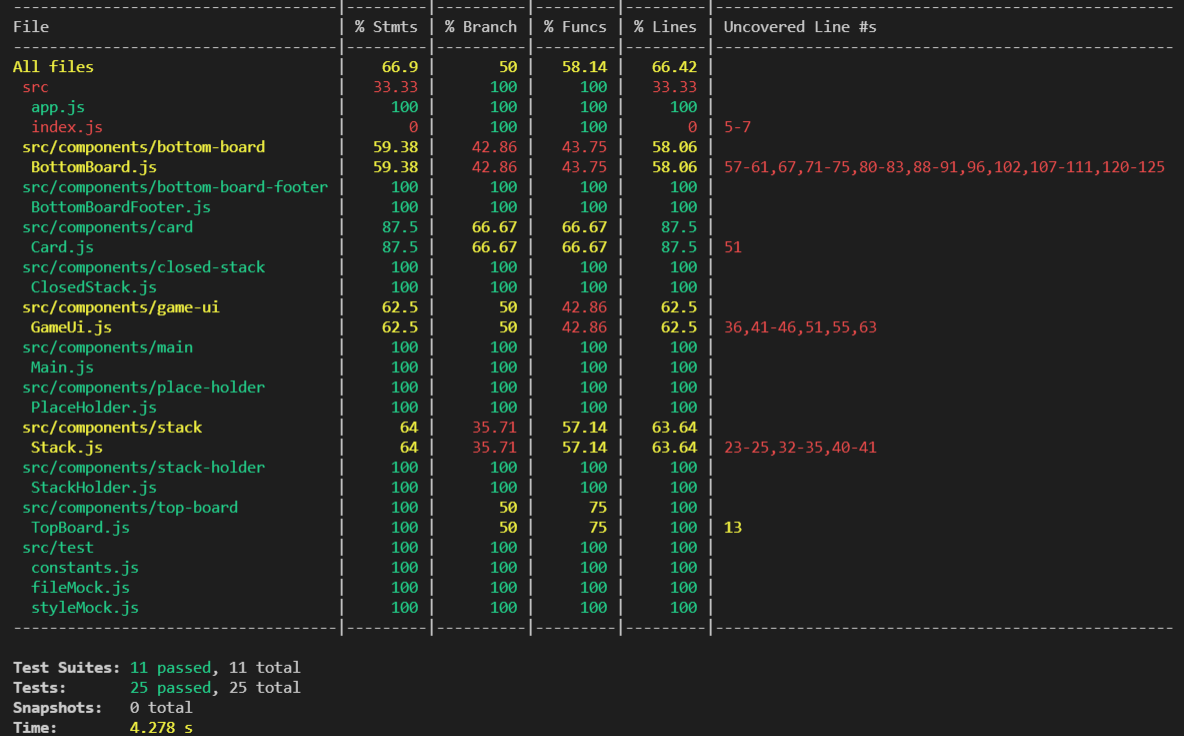 ---------------------------------|---------|----------|---------|---------|---------------------------------------------------
File                             | % Stmts | % Branch | % Funcs | % Lines | Uncovered Line #s
---------------------------------|---------|----------|---------|---------|---------------------------------------------------
All files                        |    66.9 |       50 |   58.14 |   66.42 |
 src                             |   33.33 |      100 |     100 |   33.33 |
  app.js                         |     100 |      100 |     100 |     100 |
  index.js                       |       0 |      100 |     100 |       0 | 5-7
 src/components/bottom-board     |   59.38 |    42.86 |   43.75 |   58.06 |
  BottomBoard.js                 |   59.38 |    42.86 |   43.75 |   58.06 | 57-61,67,71-75,80-83,88-91,96,102,107-111,120-125
 src/components/bottom-board-footer |     100 |      100 |     100 |     100 |
  BottomBoardFooter.js           |     100 |      100 |     100 |     100 |
 src/components/card             |    87.5 |    66.67 |   66.67 |    87.5 |
  Card.js                        |    87.5 |    66.67 |   66.67 |    87.5 | 51
 src/components/closed-stack     |     100 |      100 |     100 |     100 |
  ClosedStack.js                 |     100 |      100 |     100 |     100 |
 src/components/game-ui          |    62.5 |       50 |   42.86 |    62.5 |
  GameUi.js                      |    62.5 |       50 |   42.86 |    62.5 | 36,41-46,51,55,63
 src/components/main             |     100 |      100 |     100 |     100 |
  Main.js                        |     100 |      100 |     100 |     100 |
 src/components/place-holder     |     100 |      100 |     100 |     100 |
  PlaceHolder.js                 |     100 |      100 |     100 |     100 |
 src/components/stack            |      64 |    35.71 |   57.14 |   63.64 |
  Stack.js                       |      64 |    35.71 |   57.14 |   63.64 | 23-25,32-35,40-41
 src/components/stack-holder     |     100 |      100 |     100 |     100 |
  StackHolder.js                 |     100 |      100 |     100 |     100 |
 src/components/top-board        |     100 |       50 |      75 |     100 |
  TopBoard.js                    |     100 |       50 |      75 |     100 | 13
 src/test                        |     100 |      100 |     100 |     100 |
  constants.js                   |     100 |      100 |     100 |     100 |
  fileMock.js                    |     100 |      100 |     100 |     100 |
  styleMock.js                   |     100 |      100 |     100 |     100 |
---------------------------------|---------|----------|---------|---------|---------------------------------------------------
Test Suites: 11 passed, 11 total
Tests:       25 passed, 25 total
Snapshots:   0 total
Time:        4.278 s